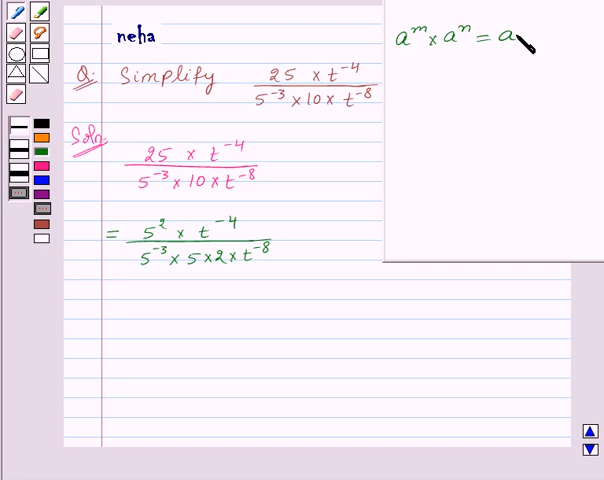 neha
a^m × a^n = a
Q: Simplify (25 × t^-4) / (5^-3 × 10 × t^-8)
Soln.
(25 × t^-4) / (5^-3 × 10 × t^-8)
= (5^2 × t^-4) / (5^-3 × 5 × 2 × t^-8)